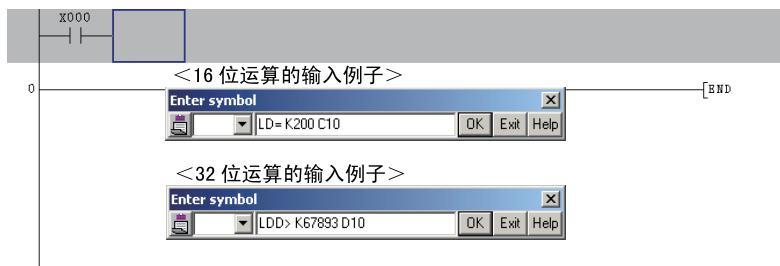 X000
<16 位运算的输入例子>
0 END
Enter symbol
LD= K200 C10 OK Exit Help
<32 位运算的输入例子>
Enter symbol
LDD> K67893 D10 OK Exit Help